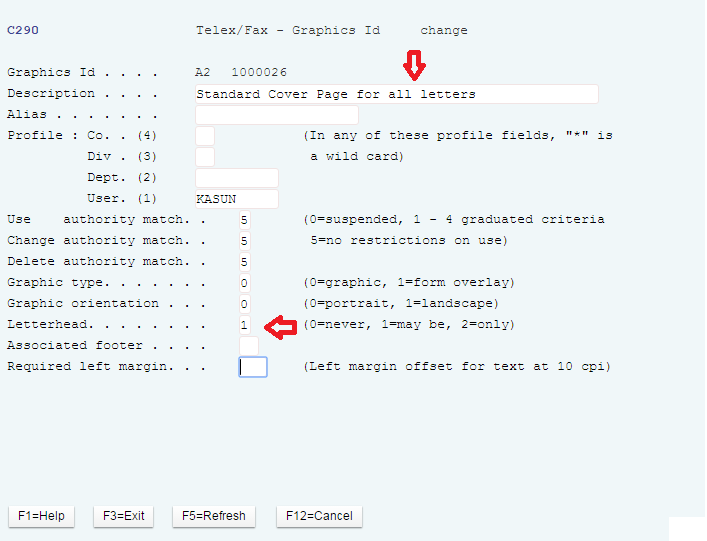 C290 Telex/Fax - Graphics Id change
Graphics Id . . . . A2 1000026
Description . . . . Standard Cover Page for all letters
Alias . . . . . . .
Profile : Co. . (4) (In any of these profile fields, "*" is
Div . (3) a wild card)
Dept. (2)
User. (1) KASUN
Use authority match. . 5 (0=suspended, 1 - 4 graduated criteria
Change authority match. . 5 5=no restrictions on use)
Delete authority match. . 5
Graphic type. . . . . . . 0 (0=graphic, 1=form overlay)
Graphic orientation . . . 0 (0=portrait, 1=landscape)
Letterhead. . . . . . . . 1 (0=never, 1=may be, 2=only)
Associated footer . . . .
Required left margin. . . (Left margin offset for text at 10 cpi)
F1=Help F3=Exit F5=Refresh F12=Cancel